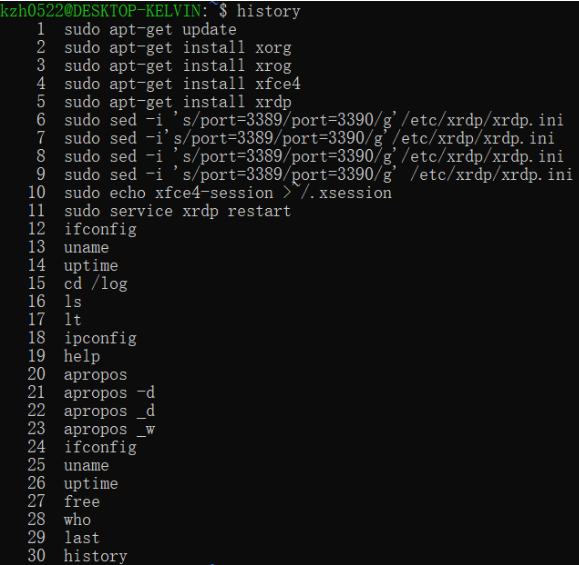 kzh0522@DESKTOP-KELVIN:~$ history
1 sudo apt-get update
2 sudo apt-get install xorg
3 sudo apt-get install xrog
4 sudo apt-get install xfce4
5 sudo apt-get install xrdp
6 sudo sed -i 's/port=3389/port=3390/g'/etc/xrdp/xrdp.ini
7 sudo sed -i's/port=3389/port=3390/g'/etc/xrdp/xrdp.ini
8 sudo sed -i 's/port=3389/port=3390/g'/etc/xrdp/xrdp.ini
9 sudo sed -i 's/port=3389/port=3390/g' /etc/xrdp/xrdp.ini
10 sudo echo xfce4-session >~/.xsession
11 sudo service xrdp restart
12 ifconfig
13 uname
14 uptime
15 cd /log
16 ls
17 lt
18 ipconfig
19 help
20 apropos
21 apropos -d
22 apropos _d
23 apropos _w
24 ifconfig
25 uname
26 uptime
27 free
28 who
29 last
30 history